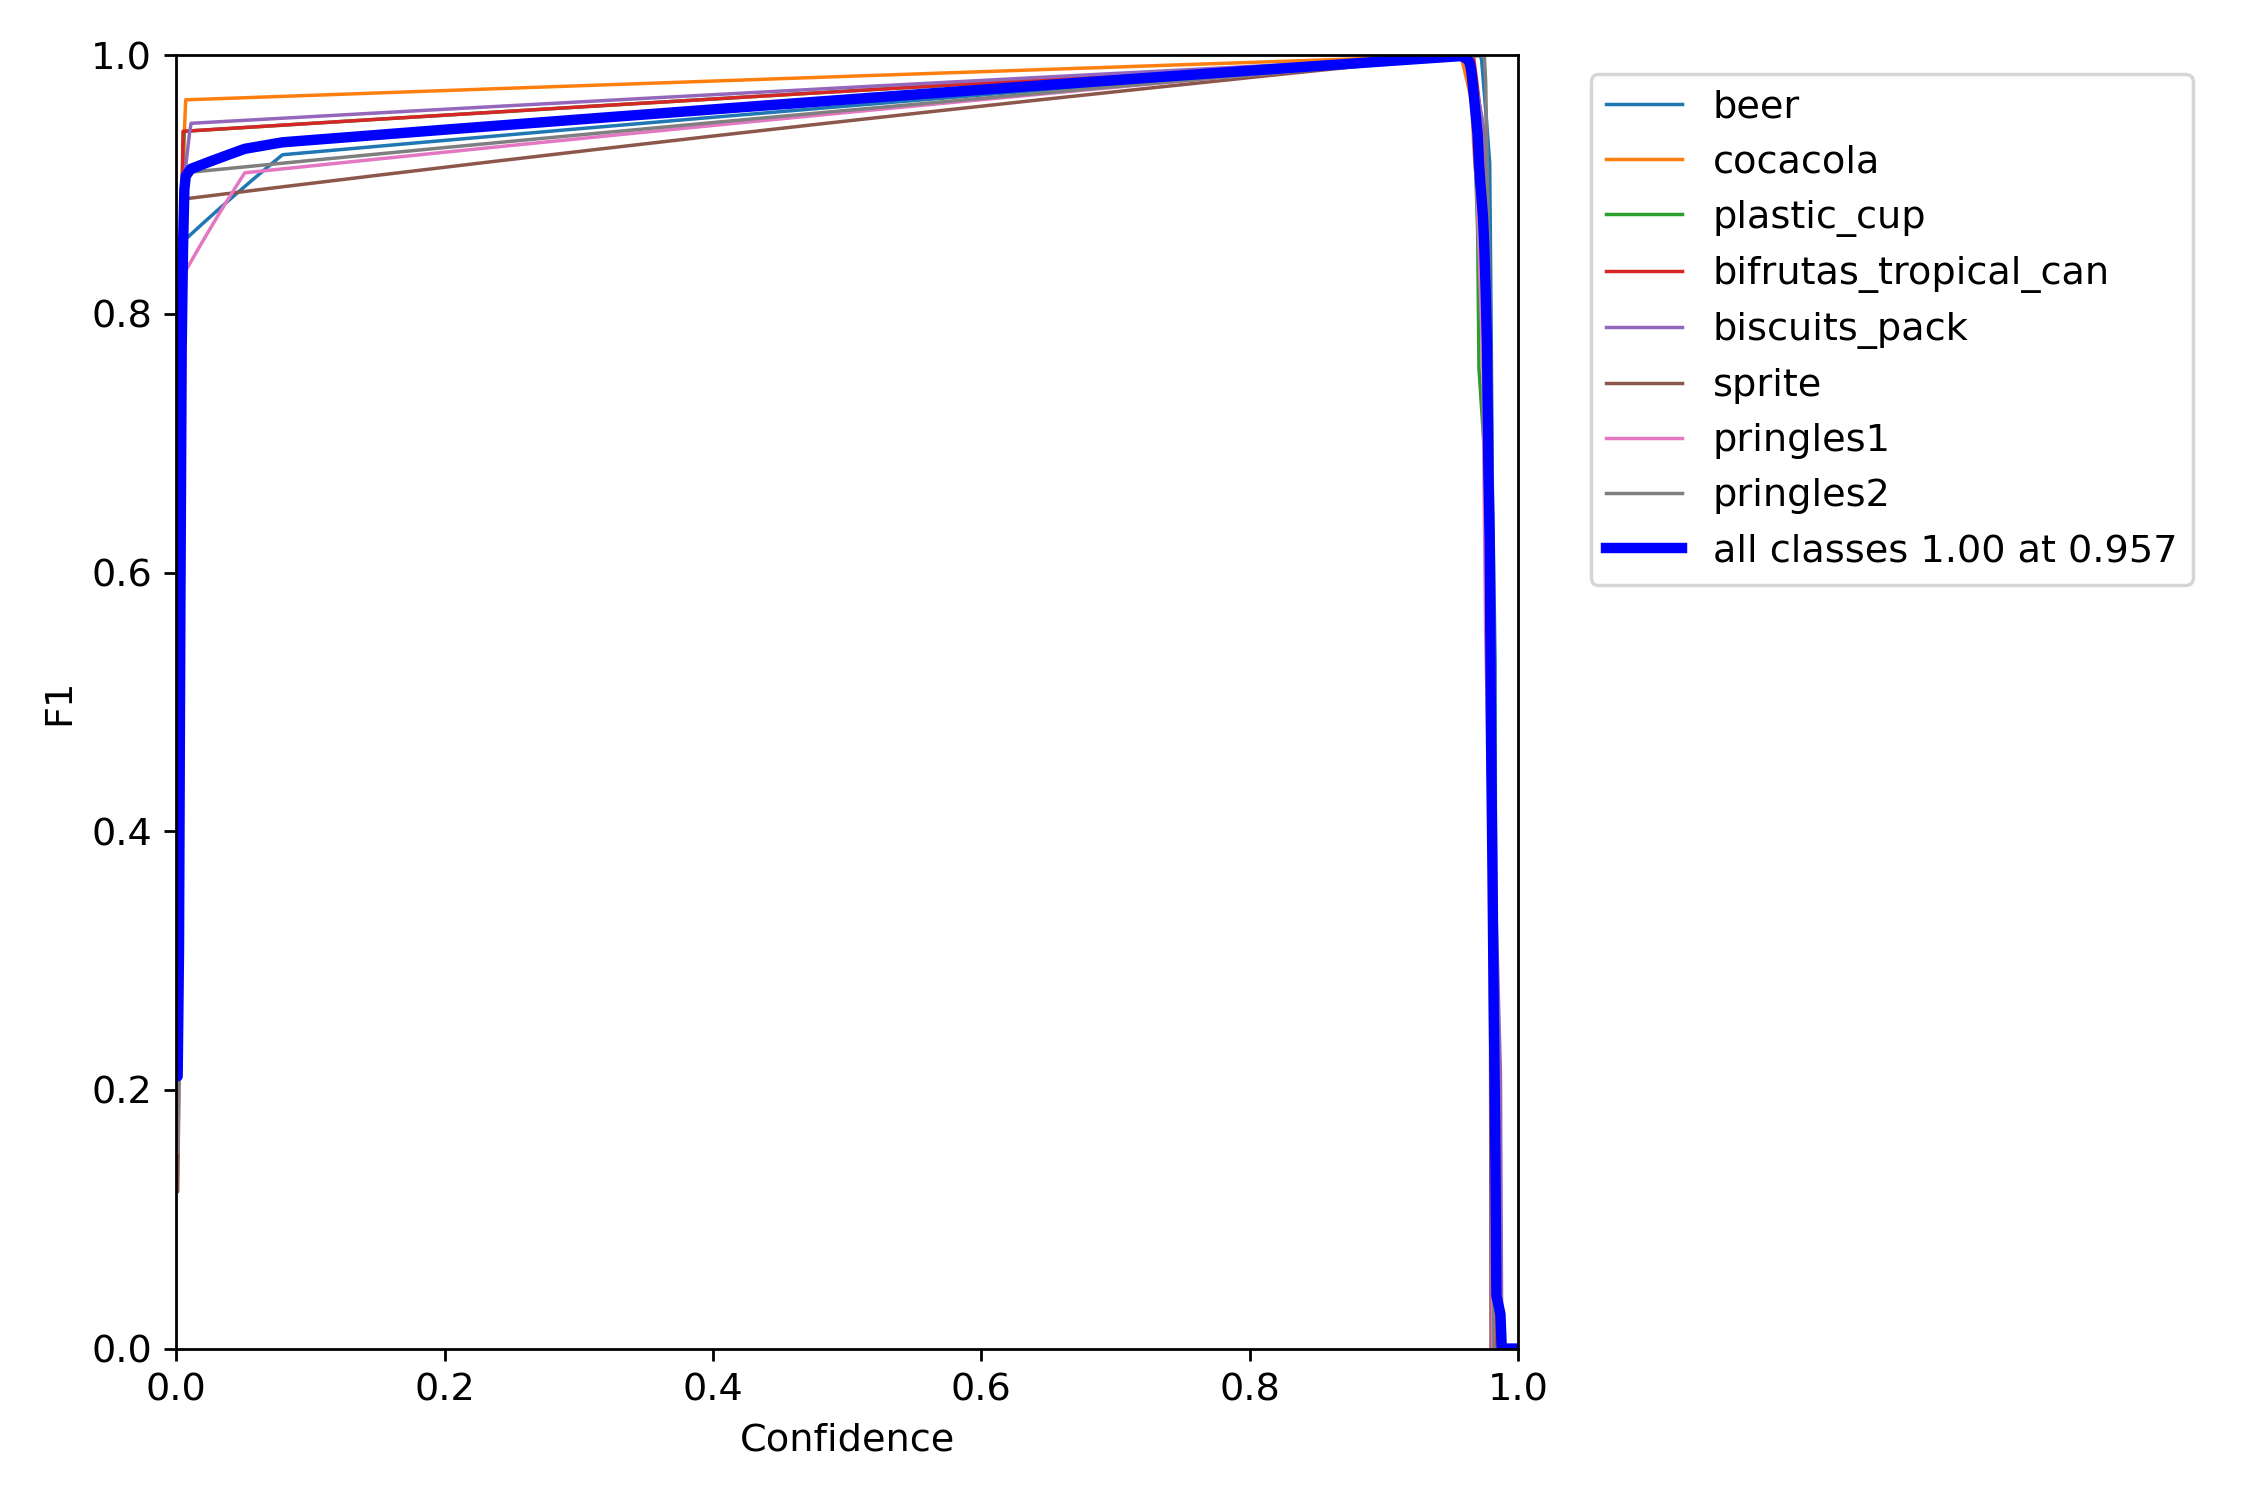 1.0
0.8
0.6
0.4
0.2
0.0
F1
0.0 0.2 0.4 0.6 0.8 1.0
Confidence
beer
cocacola
plastic_cup
bifrutas_tropical_can
biscuits_pack
sprite
pringles1
pringles2
all classes 1.00 at 0.957